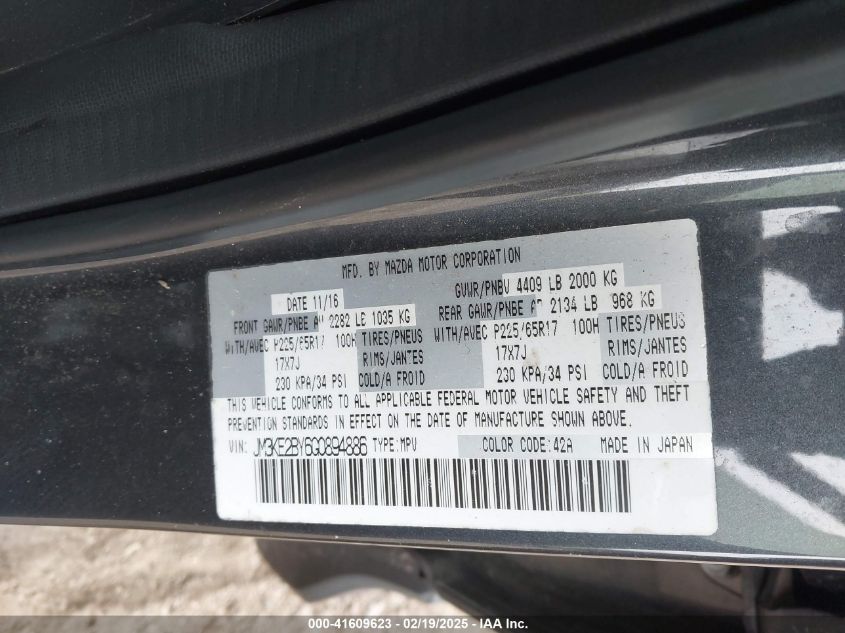 MFD. BY MAZDA MOTOR CORPORATION
DATE 11/16 GVWR/PNBV 4409 LB 2000 KG
FRONT GAWR/PNBE 2282 LB 1035 KG REAR GAWR/PNBE 2134 LB 968 KG
WITH/AVEC P225/65R17 100H TIRES/PNEUS WITH/AVEC P225/65R17 100H TIRES/PNEUS
17X7J RIMS/JANTES 17X7J RIMS/JANTES
230 KPA/34 PSI COLD/A FROID 230 KPA/34 PSI COLD/A FROID
THIS VEHICLE CONFORMS TO ALL APPLICABLE FEDERAL MOTOR VEHICLE SAFETY AND THEFT
PREVENTION STANDARDS IN EFFECT ON THE DATE OF MANUFACTURE SHOWN ABOVE.
VIN: JM3KE2BY6G0894886 TYPE:MPV COLOR CODE:42A MADE IN JAPAN
000-41609623 - 02/19/2025 - IAAI.com